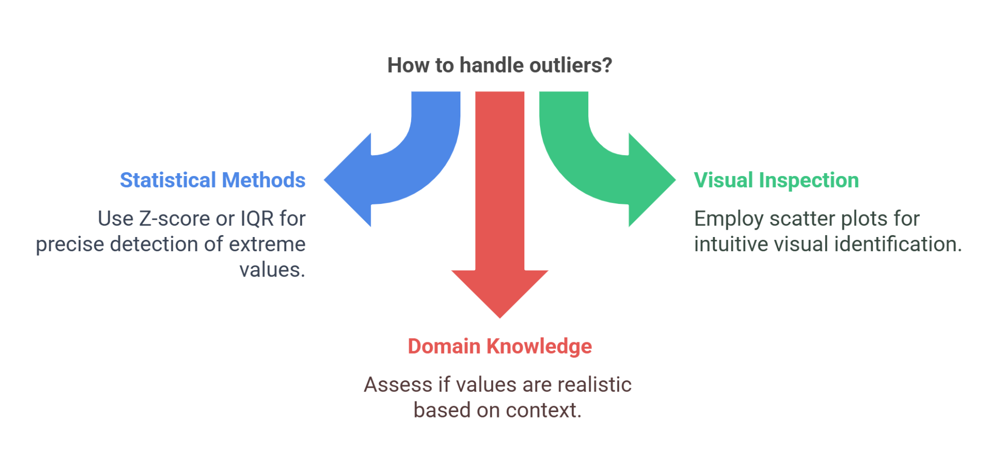 How to handle outliers?
Statistical Methods
Use Z-score or IQR for
precise detection of extreme
values.
Visual Inspection
Employ scatter plots for
intuitive visual identification.
Domain Knowledge
Assess if values are realistic
based on context.